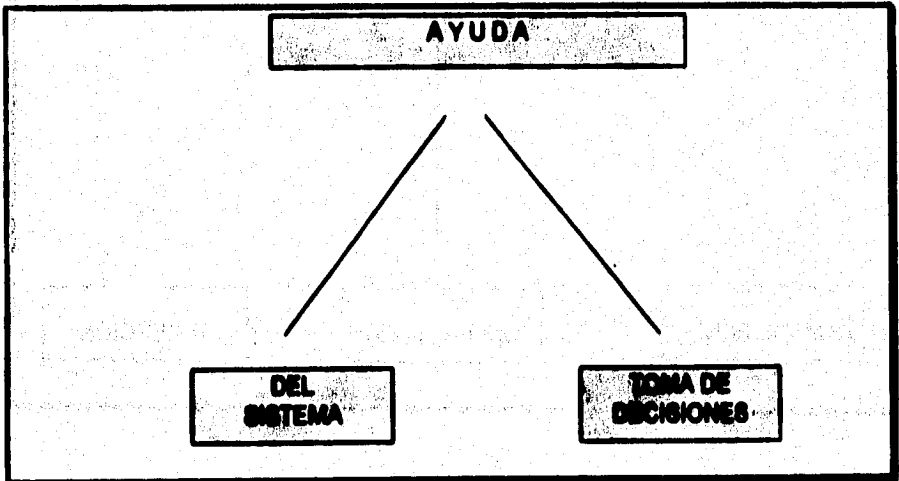 AYUDA
DEL
SISTEMA
TOMA DE
DECISIONES